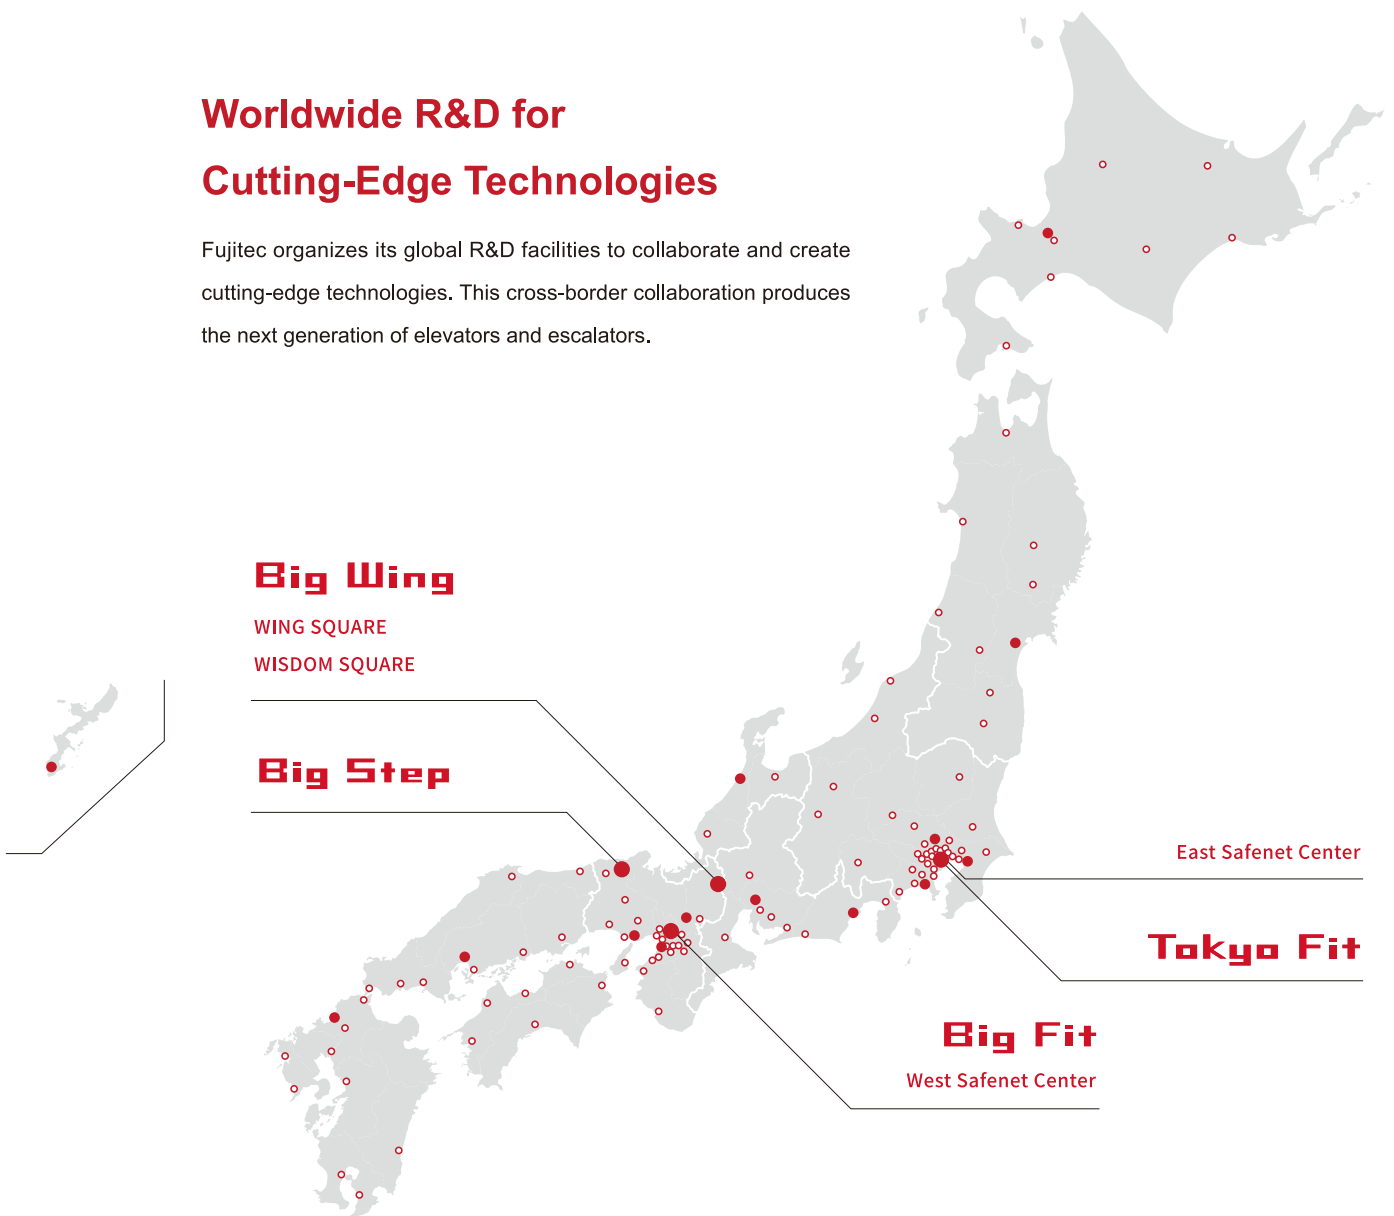 Worldwide R&D for
Cutting-Edge Technologies
Fujitec organizes its global R&D facilities to collaborate and create
cutting-edge technologies. This cross-border collaboration produces
the next generation of elevators and escalators.
Big Wing
WING SQUARE
WISDOM SQUARE
Big Step
East Safenet Center
Tokyo Fit
Big Fit
West Safenet Center